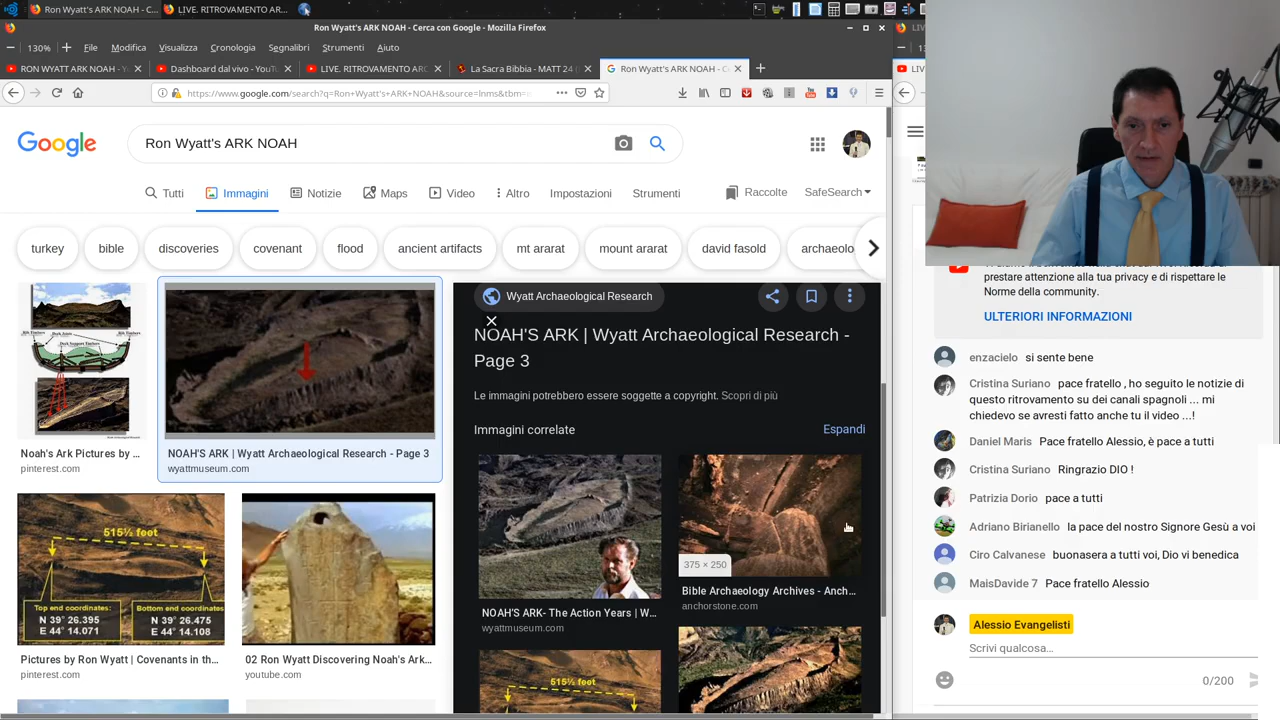 Ron Wyatt's ARK NOAH - C...
LIVE. RITROVAMENTO AR...
Ron Wyatt's ARK NOAH - Cerca con Google - Mozilla Firefox
130%
File
Modifica
Visualizza
Cronologia
Segnalibri
Strumenti
Aiuto
RON WYATT ARK NOAH - Y
Dashboard dal vivo - YouTu
LIVE. RITROVAMENTO ARC
La Sacra Bibbia - MATT 24 (
Ron Wyatt's ARK NOAH - C
https://www.google.com/search?q=Ron+Wyatt's+ARK+NOAH&source=lnms&tbm=
Google
Ron Wyatt's ARK NOAH
Tutti
Immagini
Notizie
Maps
Video
Altro
Impostazioni
Strumenti
Raccolte
SafeSearch
turkey
bible
discoveries
covenant
flood
ancient artifacts
mt ararat
mount ararat
david fasold
archaeolo
Noah's Ark Pictures by ...
pinterest.com
NOAH'S ARK | Wyatt Archaeological Research - Page 3
wyattmuseum.com
515½ feet
Top end coordinates:
N 39° 26.395
E 44° 14.071
Bottom end coordinates:
N 39° 26.475
E 44° 14.108
Pictures by Ron Wyatt | Covenants in th...
pinterest.com
02 Ron Wyatt Discovering Noah's Ark...
youtube.com
Wyatt Archaeological Research
NOAH'S ARK | Wyatt Archaeological Research -
Page 3
Le immagini potrebbero essere soggette a copyright. Scopri di più
Immagini correlate
Espandi
NOAH'S ARK- The Action Years | W...
wyattmuseum.com
375 × 250
Bible Archaeology Archives - Anch...
anchorstone.com
515½ feet
prestare attenzione alla tua privacy e di rispettare le
Norme della community.
ULTERIORI INFORMAZIONI
enzacielo si sente bene
Cristina Suriano pace fratello , ho seguito le notizie di
questo ritrovamento su dei canali spagnoli ... mi
chiedevo se avresti fatto anche tu il video ...!
Daniel Maris Pace fratello Alessio, è pace a tutti
Cristina Suriano Ringrazio DIO !
Patrizia Dorio pace a tutti
Adriano Birianello la pace del nostro Signore Gesù a voi
Ciro Calvanese buonasera a tutti voi, Dio vi benedica
MaisDavide 7 Pace fratello Alessio
Alessio Evangelisti
Scrivi qualcosa...
0/200